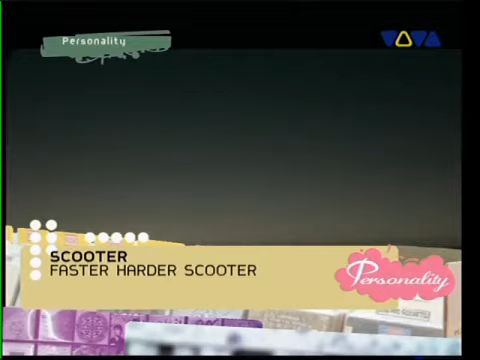 Personality
VIVA
SCOOTER
FASTER HARDER SCOOTER
Personality